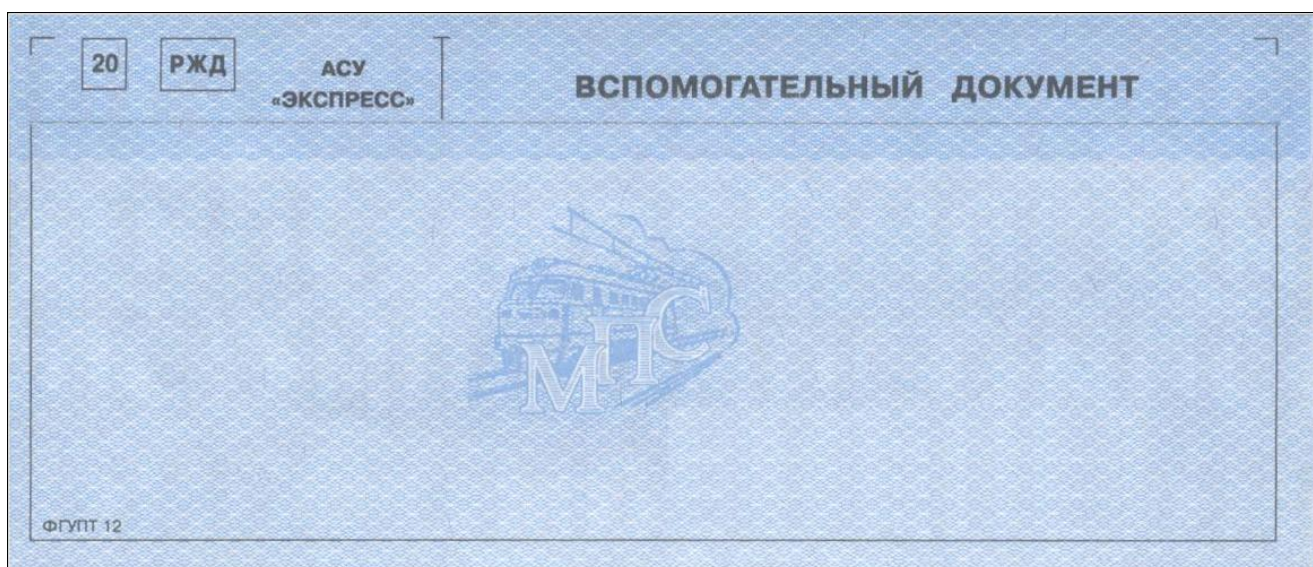 20
РЖД
АСУ
«ЭКСПРЕСС»
ВСПОМОГАТЕЛЬНЫЙ ДОКУМЕНТ
МПС
ФГУПТ 12